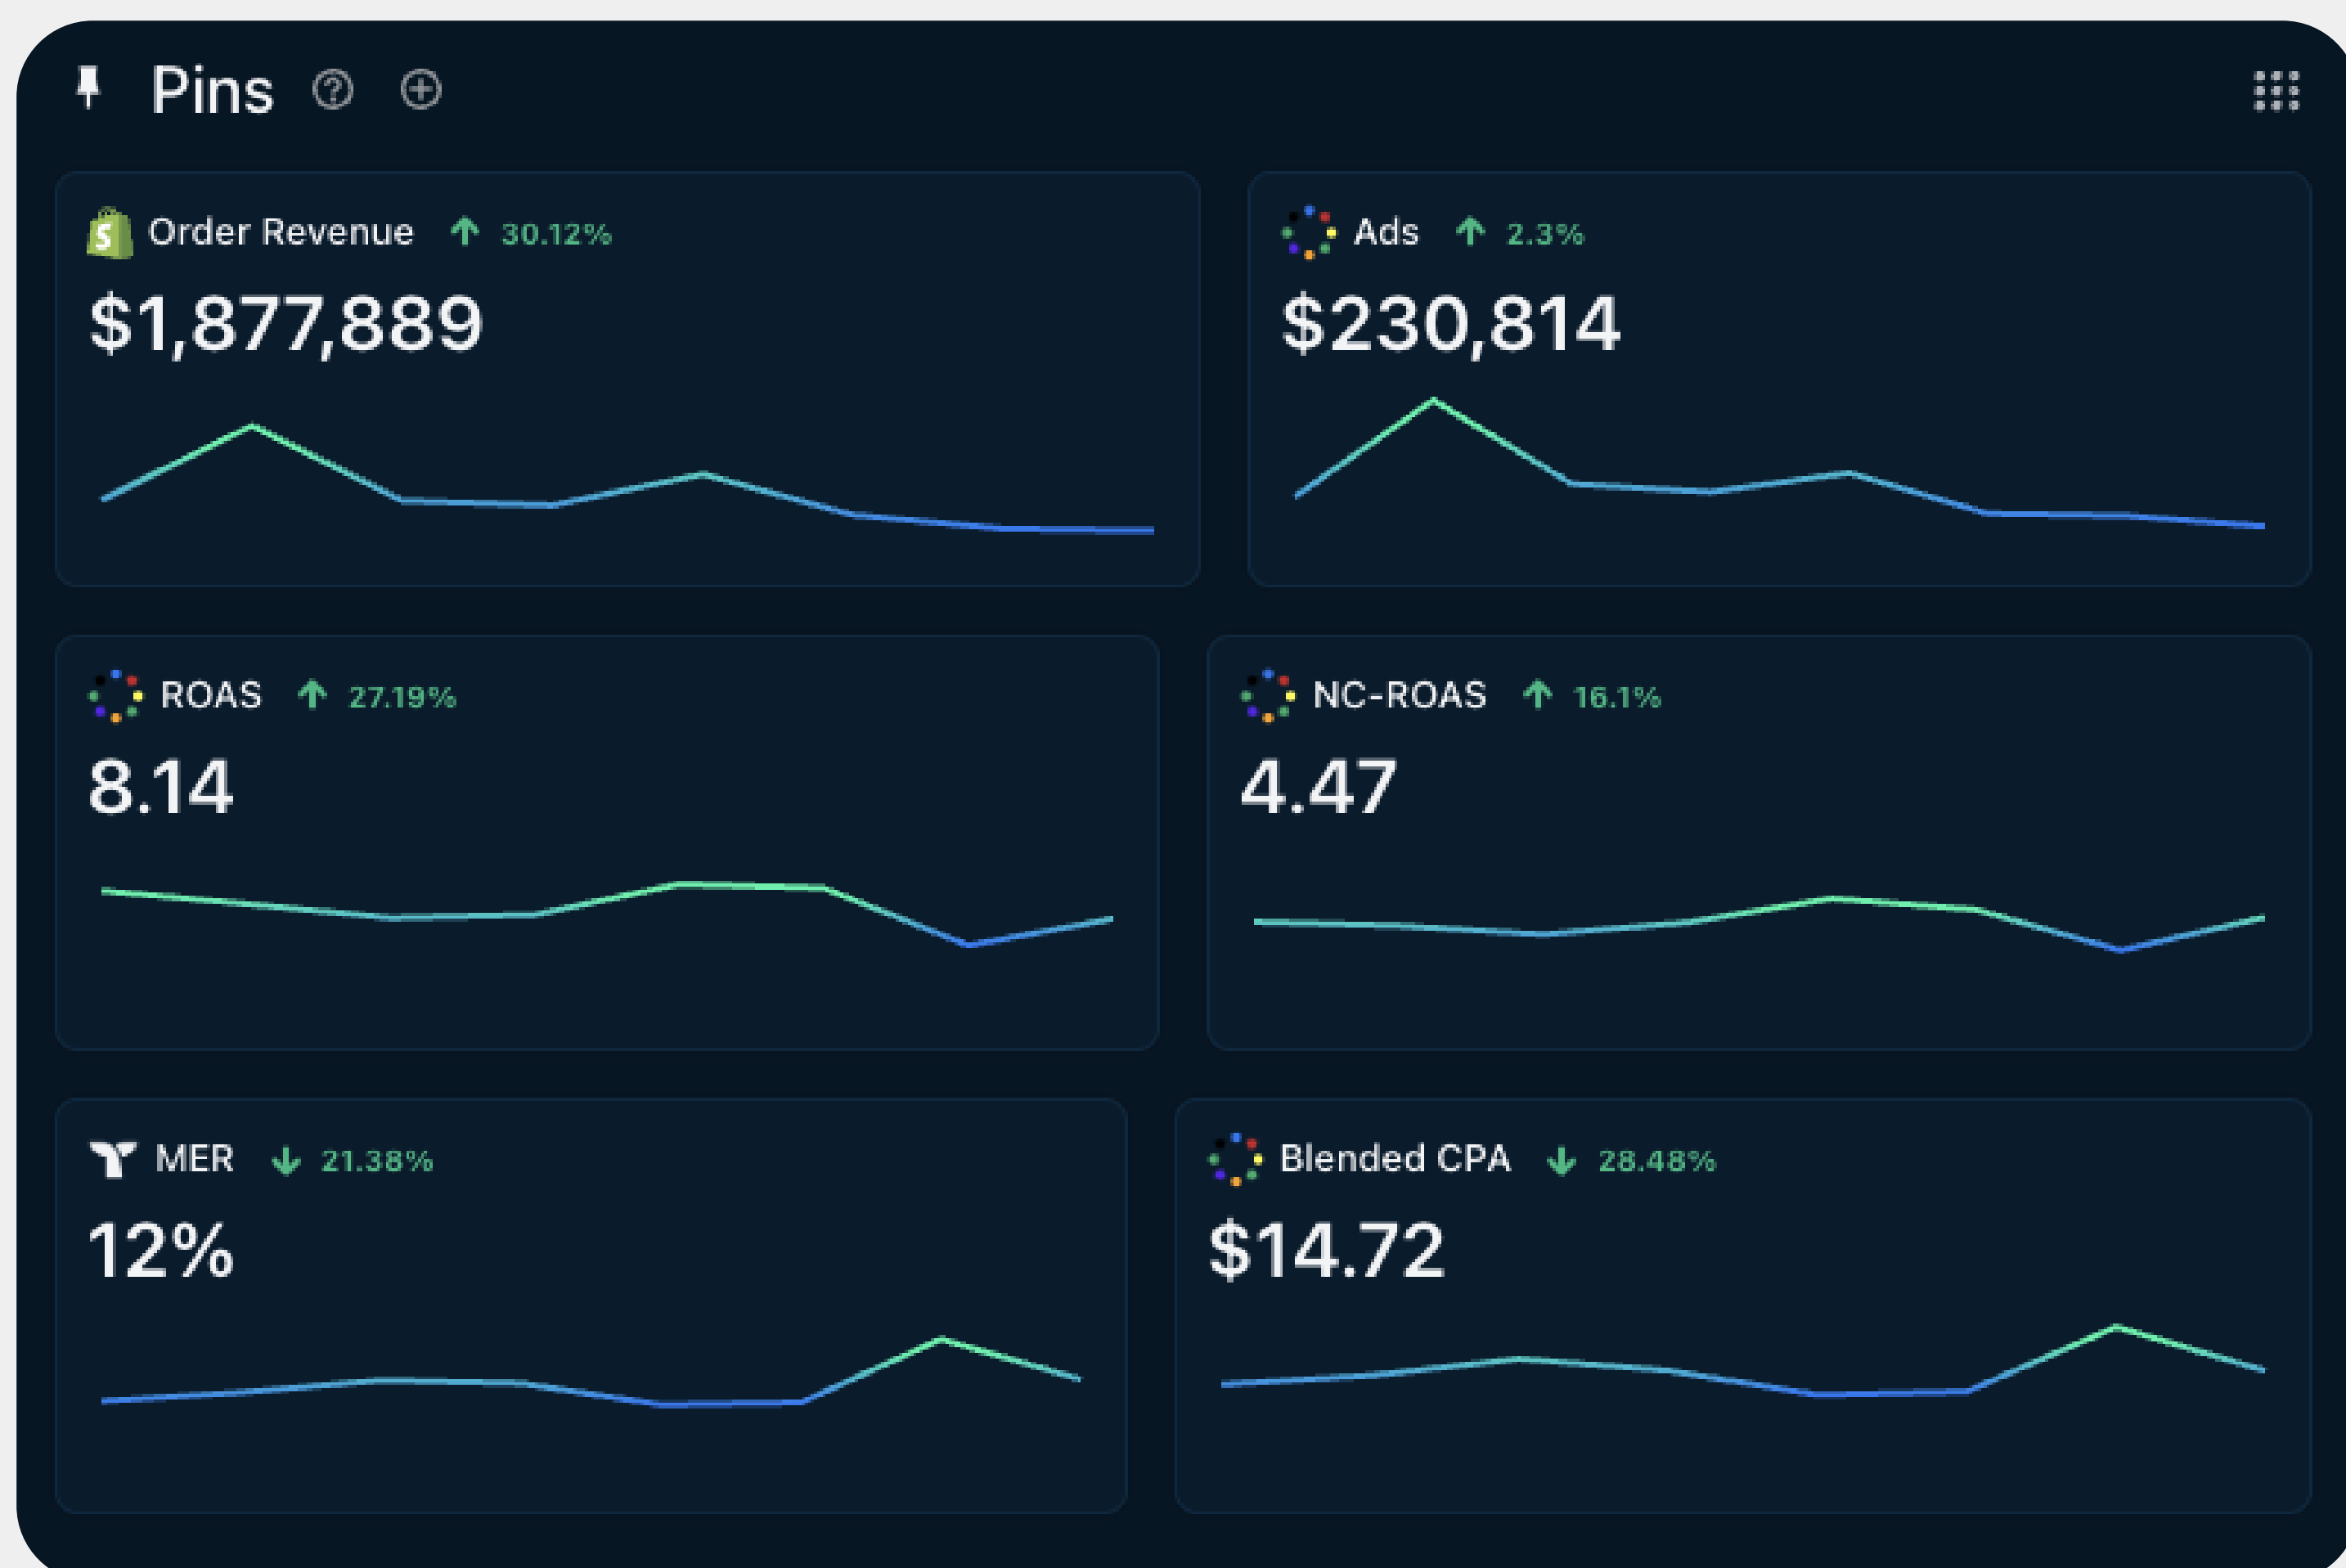 Pins
Order Revenue 30.12%
$1,877,889
Ads 2.3%
$230,814
ROAS 27.19%
8.14
NC-ROAS 16.1%
4.47
MER 21.38%
12%
Blended CPA 28.48%
$14.72